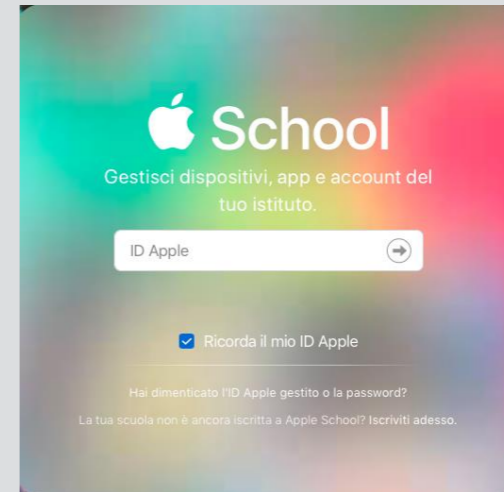 School
Gestisci dispositivi, app e account del
tuo istituto.
ID Apple
Ricorda il mio ID Apple
Hai dimenticato l'ID Apple gestito o la password?
La tua scuola non è ancora iscritta a Apple School? Iscriviti adesso.